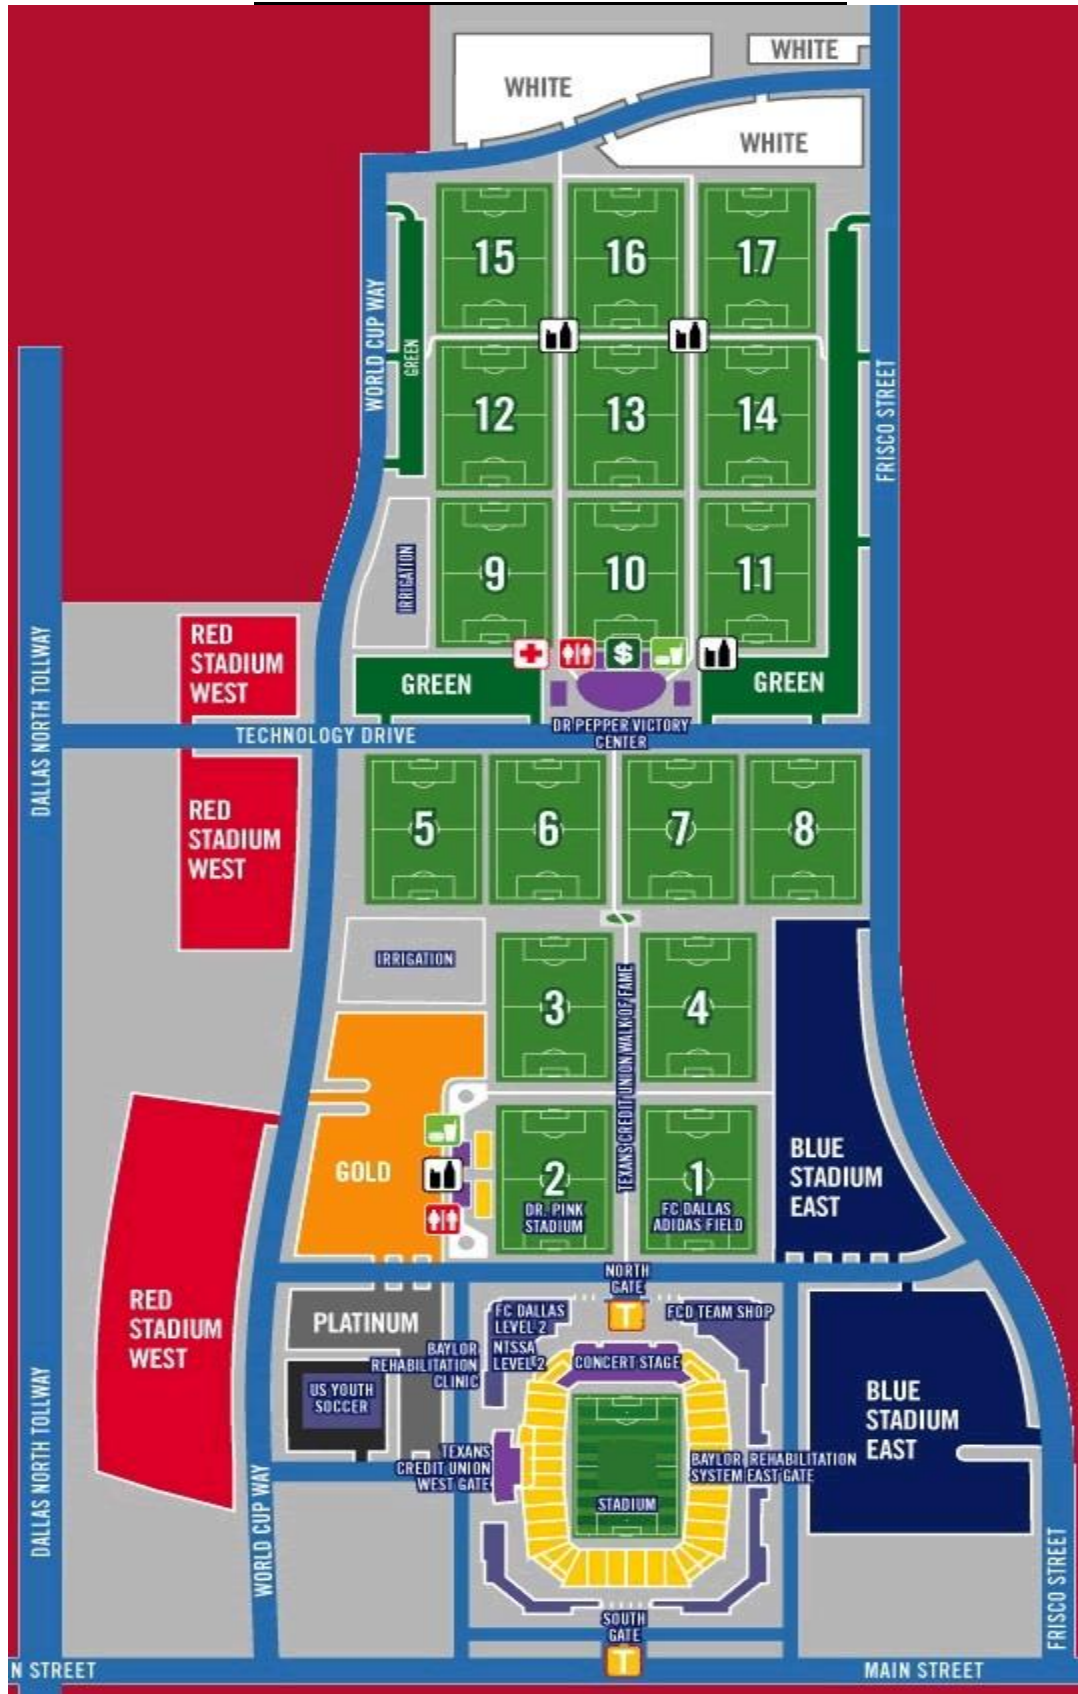 WHITE
WHITE
WHITE
15
16
17
WORLD CUP WAY
GREEN
FRISCO STREET
12
13
14
9
10
11
IRRIGATION
RED
STADIUM
WEST
DALLAS NORTH TOLLWAY
GREEN
$
GREEN
DR PEPPER VICTORY
CENTER
TECHNOLOGY DRIVE
5
6
7
8
RED
STADIUM
WEST
IRRIGATION
3
4
TEXANS CREDIT UNION WALK OF FAME
GOLD
2
DR. PINK
STADIUM
1
FC DALLAS
ADIDAS FIELD
BLUE
STADIUM
EAST
RED
STADIUM
WEST
NORTH
GATE
T
PLATINUM
FC DALLAS
LEVEL 2
FCD TEAM SHOP
BAYLOR
REHABILITATION
CLINIC
NTSSA
LEVEL 2
CONCERT STAGE
US YOUTH
SOCCER
BLUE
STADIUM
EAST
TEXANS
CREDIT UNION
WEST GATE
BAYLOR REHABILITATION
SYSTEM EAST GATE
STADIUM
DALLAS NORTH TOLLWAY
WORLD CUP WAY
FRISCO STREET
SOUTH
GATE
T
N STREET
MAIN STREET